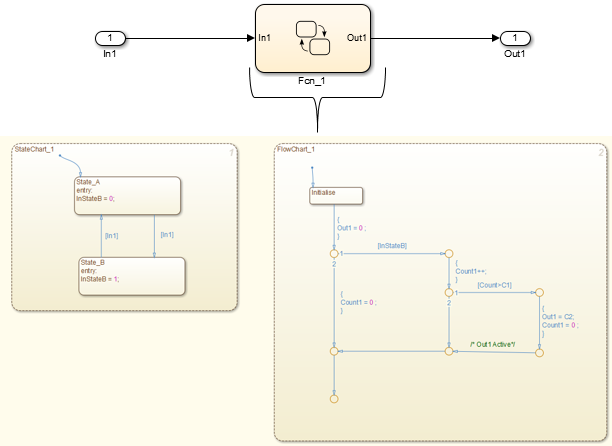 1
In1
In1
Out1
1
Out1
Fcn_1
StateChart_1
1
State_A
entry:
InStateB = 0;
[In1]
[In1]
State_B
entry:
InStateB = 1;
FlowChart_1
2
Initialise
{
Out1 = 0 ;
}
1
[InStateB]
2
{
Count1++;
}
1
[Count>C1]
2
{
Count1 = 0 ;
}
{
Out1 = C2;
Count1 = 0 ;
}
/* Out1 Active*/